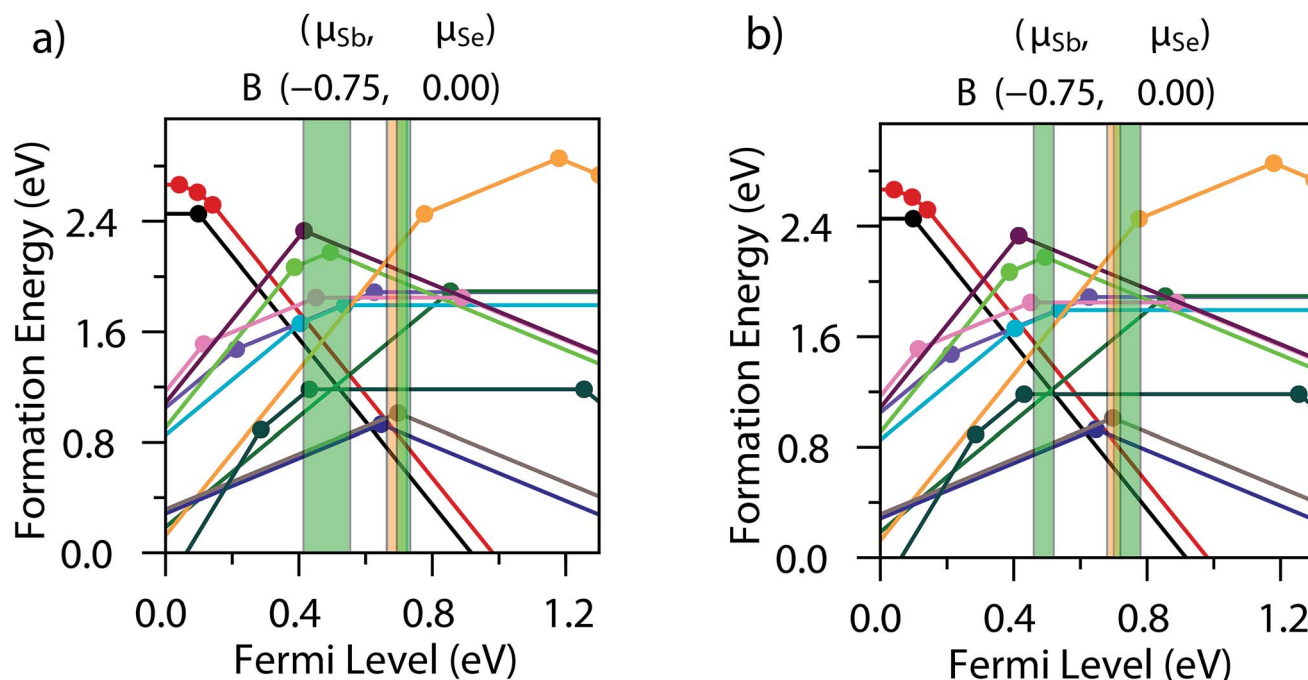 a)
(μSb, μSe)
B (−0.75, 0.00)
Formation Energy (eV)
2.4
1.6
0.8
0.0
0.0 0.4 0.8 1.2
Fermi Level (eV)
b)
(μSb, μSe)
B (−0.75, 0.00)
Formation Energy (eV)
2.4
1.6
0.8
0.0
0.0 0.4 0.8 1.2
Fermi Level (eV)